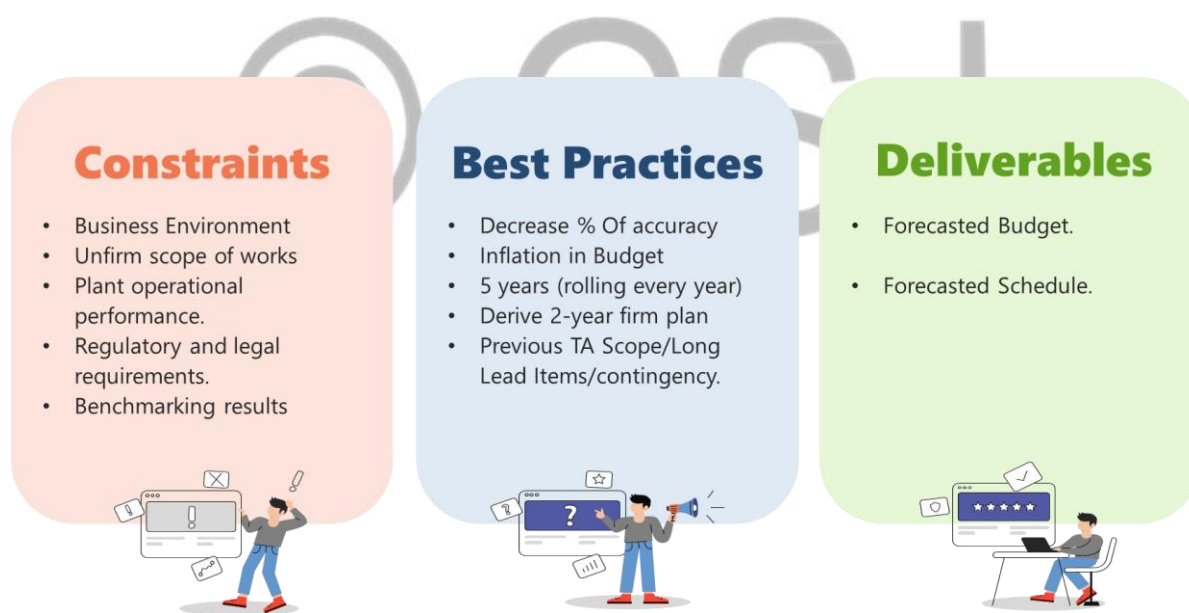 Constraints
• Business Environment
• Unfirm scope of works
• Plant operational
performance.
• Regulatory and legal
requirements.
• Benchmarking results
Best Practices
• Decrease % Of accuracy
• Inflation in Budget
• 5 years (rolling every year)
• Derive 2-year firm plan
• Previous TA Scope/Long
Lead Items/contingency.
Deliverables
• Forecasted Budget.
• Forecasted Schedule.
!
!
!
?
?